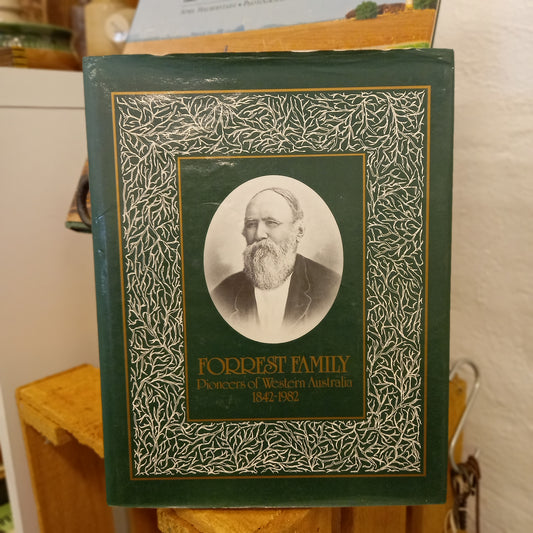 FORREST FAMILY
Pioneers of Western Australia
1842-1982